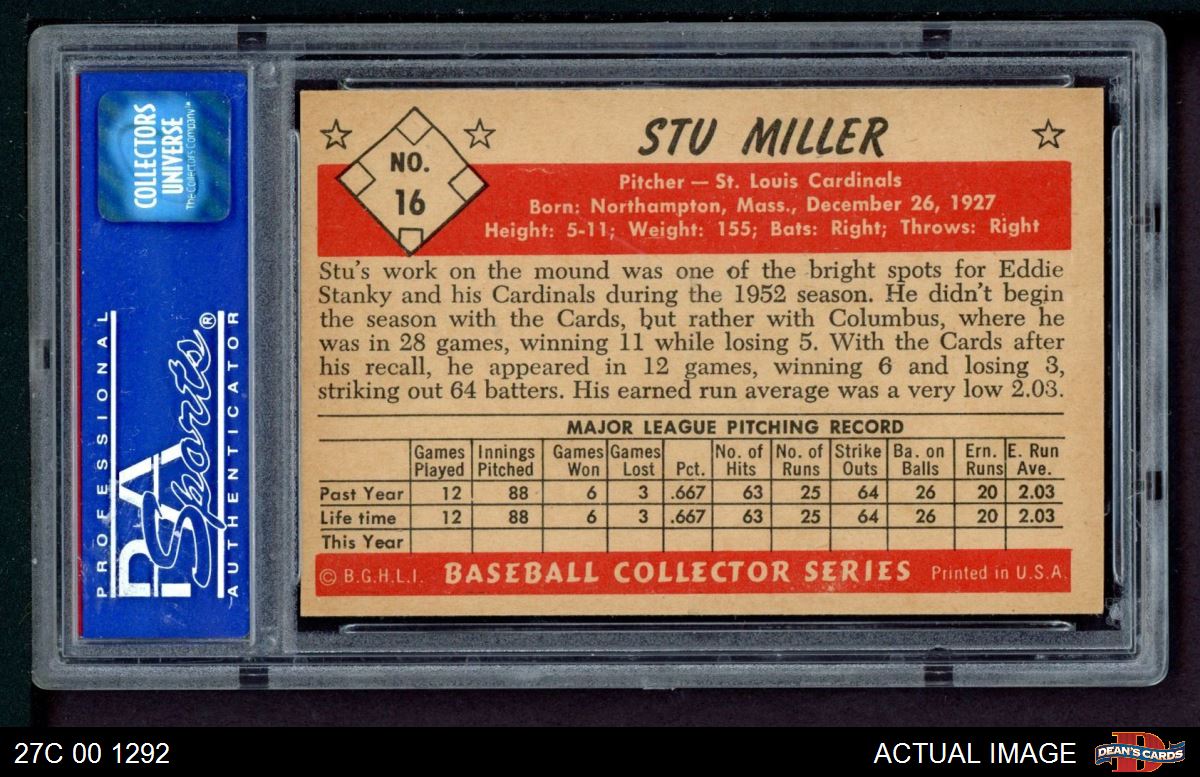 COLLECTORS
UNIVERSE
The Collectors Company™
PROFESSIONAL
PSA
Sports®
AUTHENTICATOR
NO.
16
STU MILLER
Pitcher — St. Louis Cardinals
Born: Northampton, Mass., December 26, 1927
Height: 5-11; Weight: 155; Bats: Right; Throws: Right
Stu's work on the mound was one of the bright spots for Eddie
Stanky and his Cardinals during the 1952 season. He didn't begin
the season with the Cards, but rather with Columbus, where he
was in 28 games, winning 11 while losing 5. With the Cards after
his recall, he appeared in 12 games, winning 6 and losing 3,
striking out 64 batters. His earned run average was a very low 2.03.
MAJOR LEAGUE PITCHING RECORD
Games Innings Games Games No. of No. of Strike Ba. on Ern. E. Run
Played Pitched Won Lost Pct. Hits Runs Outs Balls Runs Ave.
Past Year 12 88 6 3 .667 63 25 64 26 20 2.03
Life time 12 88 6 3 .667 63 25 64 26 20 2.03
This Year
© B.G.H.L.I. BASEBALL COLLECTOR SERIES Printed in U.S.A.
27C 00 1292
ACTUAL IMAGE
DEAN'S CARDS